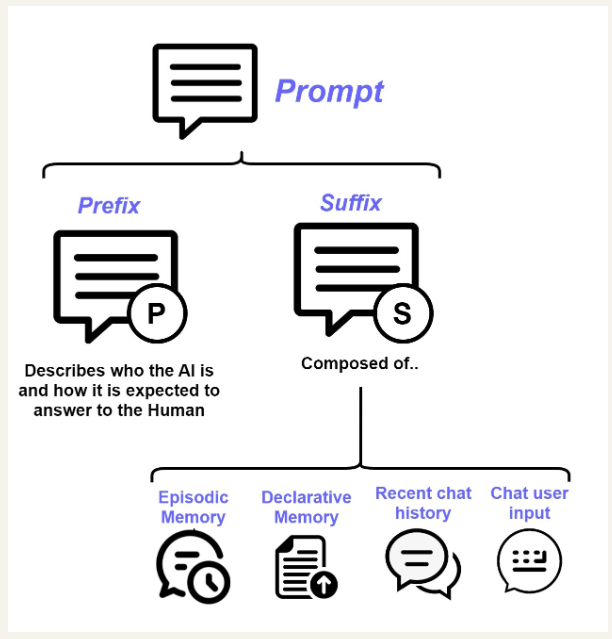 Prompt
Prefix
Suffix
P
S
Describes who the AI is
and how it is expected to
answer to the Human
Composed of..
Episodic
Memory
Declarative
Memory
Recent chat
history
Chat user
input